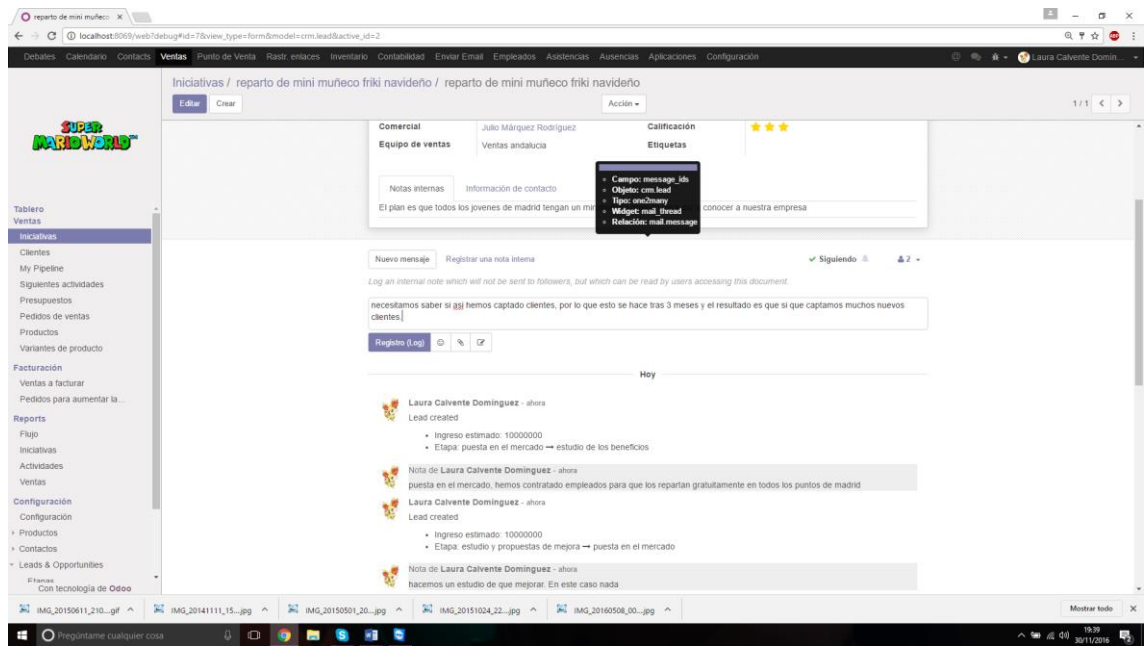 reparto de mini muñeco
localhost:8069/web?debug#id=7&view_type=form&model=crm.lead&active_id=2
Debates Calendario Contacts Ventas Punto de Venta Rastr. enlaces Inventario Contabilidad Enviar Email Empleados Asistencias Ausencias Aplicaciones Configuración Laura Calvente Domín...
Iniciativas / reparto de mini muñeco friki navideño / reparto de mini muñeco friki navideño
Editar Crear Acción 1 / 1
SUPER
MARIO WORLD
Comercial Julio Márquez Rodríguez Calificación
Equipo de ventas Ventas andalucia Etiquetas
Campo: message_ids
Objeto: crm.lead
Tipo: one2many
Widget: mail_thread
Relación: mail.message
Notas internas Información de contacto
El plan es que todos los jovenes de madrid tengan un conocer a nuestra empresa
Tablero
Ventas
Iniciativas
Clientes
My Pipeline
Siguientes actividades
Presupuestos
Pedidos de ventas
Productos
Variantes de producto
Facturación
Ventas a facturar
Pedidos para aumentar la...
Reports
Flujo
Iniciativas
Actividades
Ventas
Configuración
Configuración
Productos
Contactos
Leads & Opportunities
Etapas
Con tecnología de Odoo
Nuevo mensaje Registrar una nota interna Siguiendo 2
Log an internal note which will not be sent to followers, but which can be read by users accessing this document.
necesitamos saber si asi hemos captado clientes, por lo que esto se hace tras 3 meses y el resultado es que si que captamos muchos nuevos
clientes.
Registro (Log)
Hoy
Laura Calvente Domínguez - ahora
Lead created
Ingreso estimado: 10000000
Etapa: puesta en el mercado → estudio de los beneficios
Nota de Laura Calvente Domínguez - ahora
puesta en el mercado, hemos contratado empleados para que los repartan gratuitamente en todos los puntos de madrid
Laura Calvente Domínguez - ahora
Lead created
Ingreso estimado: 10000000
Etapa: estudio y propuestas de mejora → puesta en el mercado
Nota de Laura Calvente Domínguez - ahora
hacemos un estudio de que mejorar. En este caso nada
IMG_20150611_210....gif IMG_20141111_15...jpg IMG_20150501_20...jpg IMG_20151024_22...jpg IMG_20160508_00...jpg Mostrar todo
Pregúntame cualquier cosa 19:39
30/11/2016